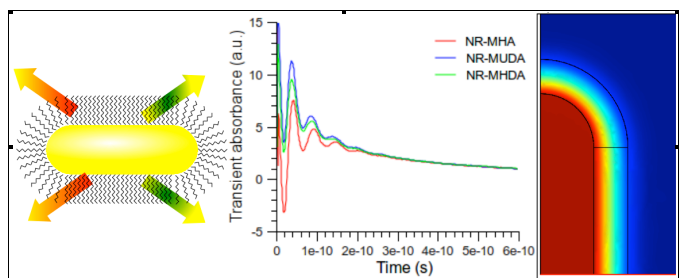 Transient absorbance (a.u.)
15
10
5
0
-5
NR-MHA
NR-MUDA
NR-MHDA
0 1e-10 2e-10 3e-10 4e-10 5e-10 6e-10
Time (s)